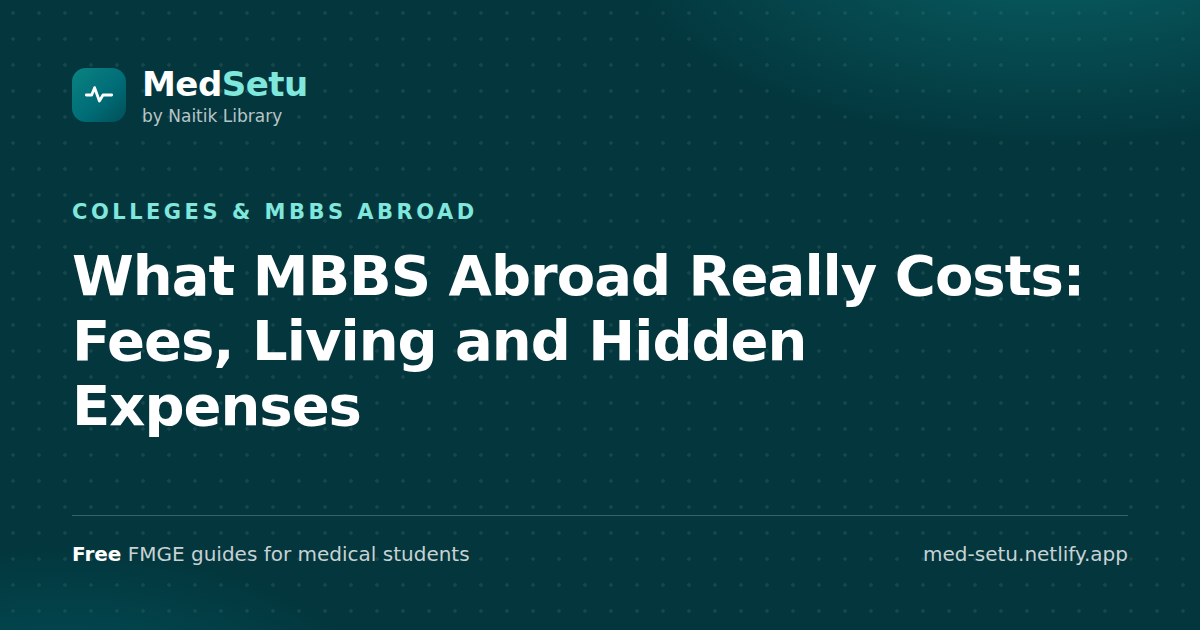 MedSetu
by Naitik Library
COLLEGES & MBBS ABROAD
What MBBS Abroad Really Costs:
Fees, Living and Hidden
Expenses
Free FMGE guides for medical students
med-setu.netlify.app